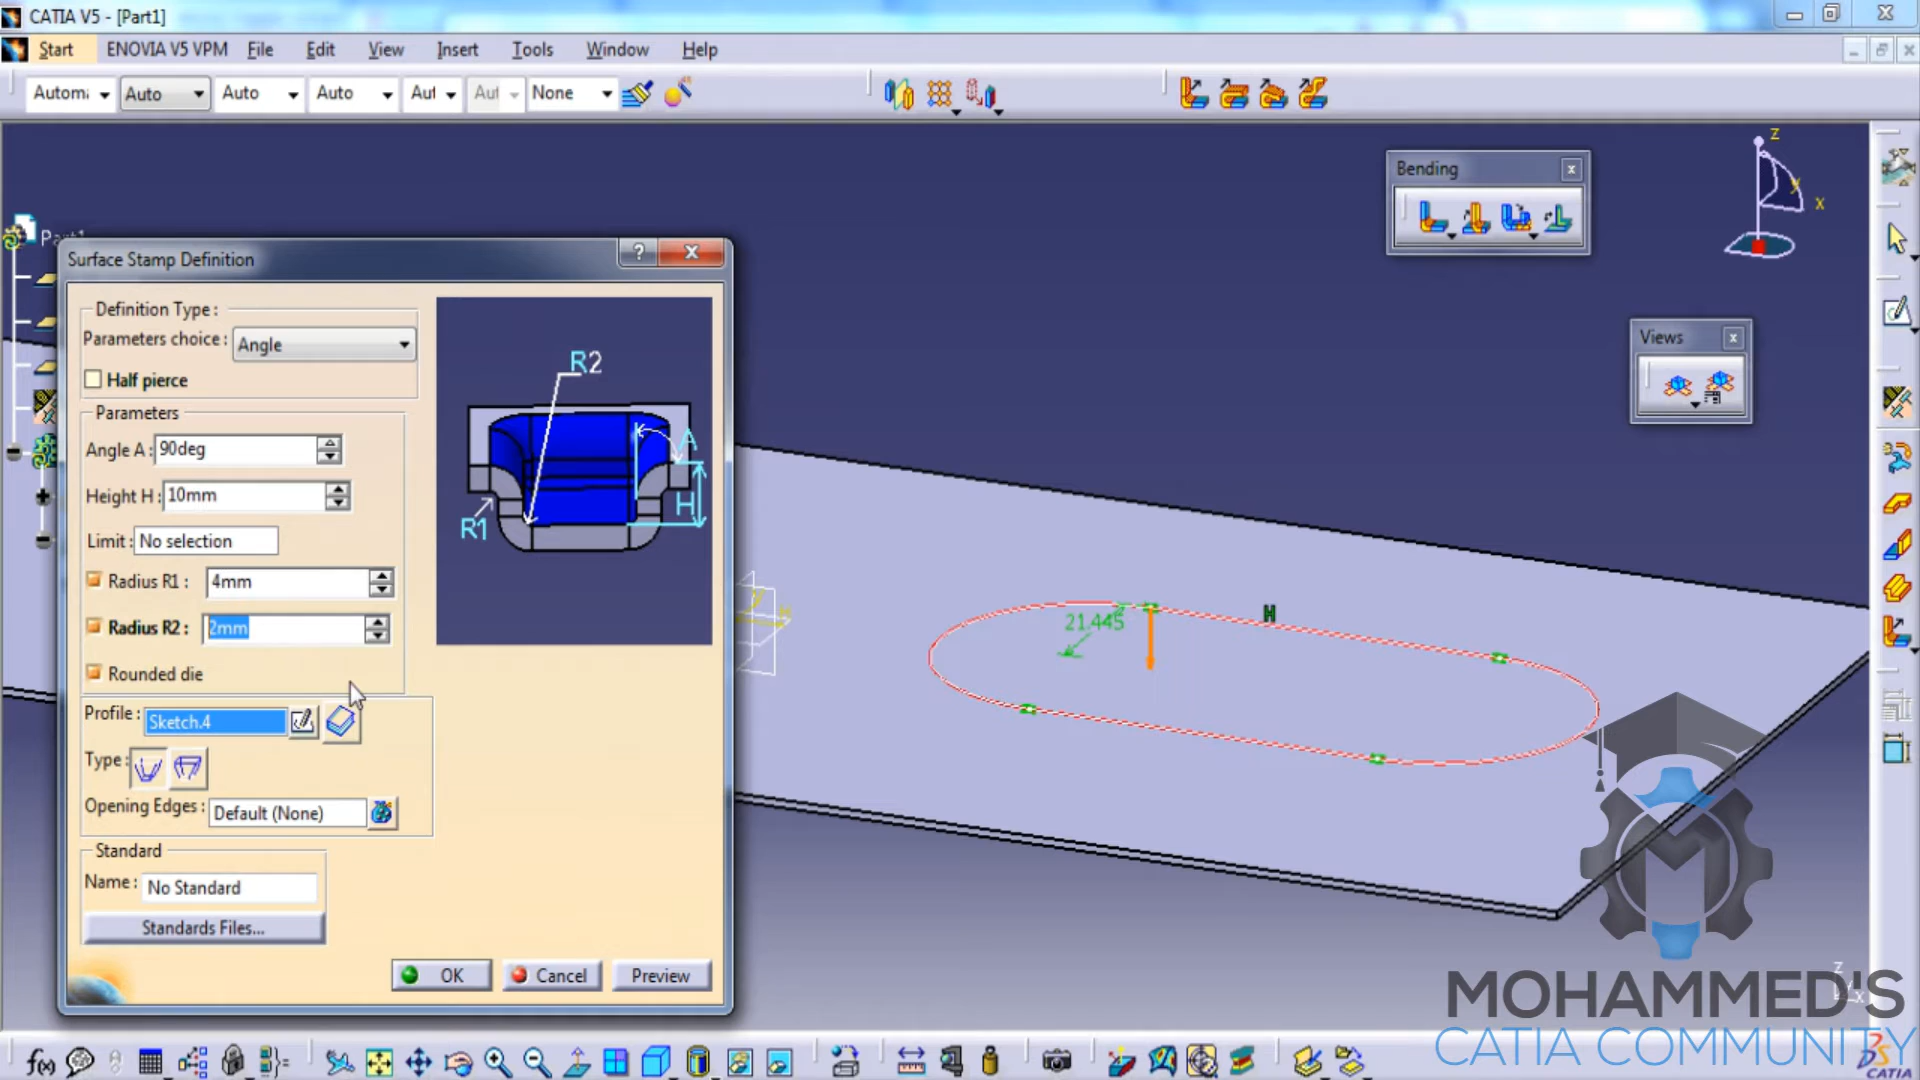 CATIA V5 - [Part1]
Start ENOVIA V5 VPM File Edit View Insert Tools Window Help
Auto Auto Auto None
Bending
z
x
Surface Stamp Definition
Definition Type :
Parameters choice : Angle
Half pierce
Parameters
Angle A : 90deg
Height H : 10mm
Limit : No selection
Radius R1 : 4mm
Radius R2 : 2mm
Rounded die
Profile : Sketch.4
Type :
Opening Edges : Default (None)
Standard
Name : No Standard
Standards Files...
OK Cancel Preview
R2
A
H
R1
Views
H
21.445
MOHAMMED'S
CATIA COMMUNITY
CATIA